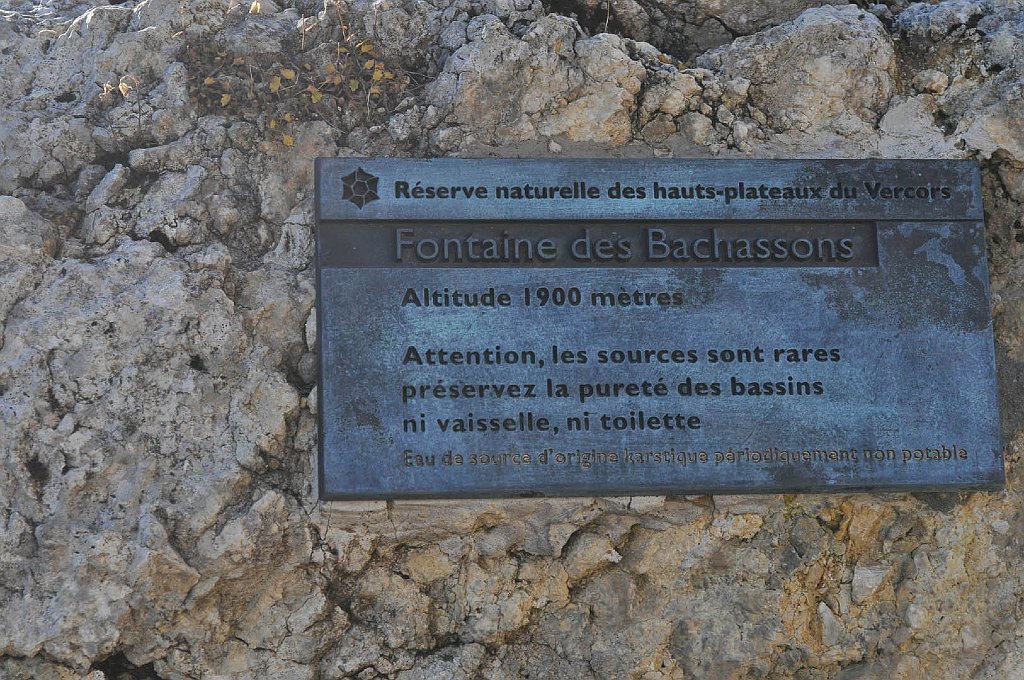 Réserve naturelle des hauts-plateaux du Vercors
Fontaine des Bachassons
Altitude 1900 mètres
Attention, les sources sont rares
préservez la pureté des bassins
ni vaisselle, ni toilette
Eau de source d'origine karstique périodiquement non potable